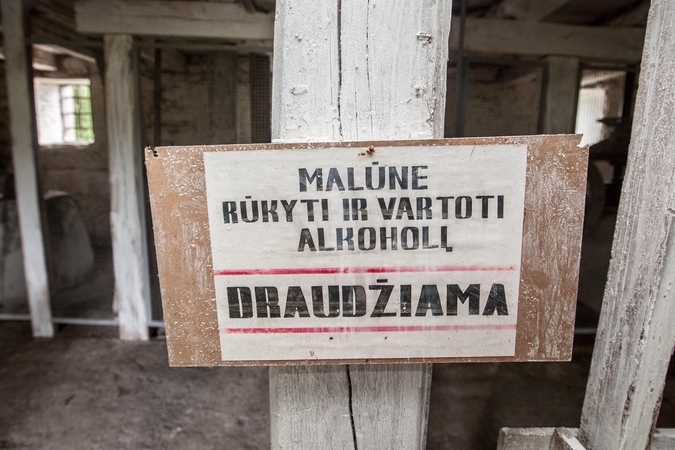 MALŪNE
RŪKYTI IR VARTOTI
ALKOHOLĮ
DRAUDŽIAMA